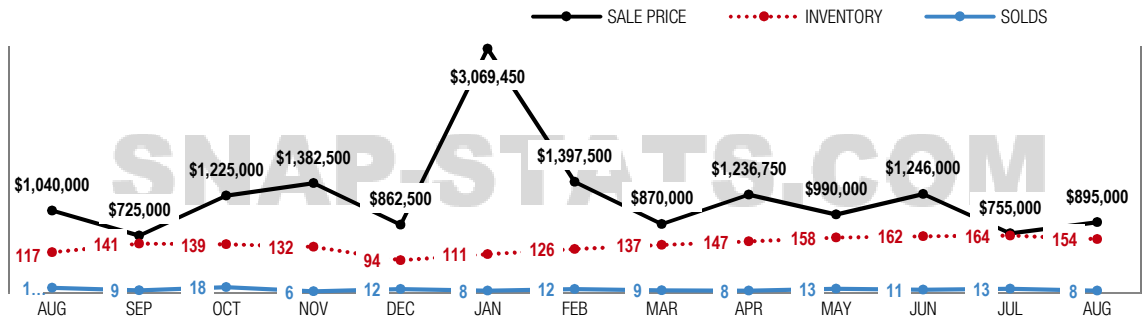 SALE PRICE INVENTORY SOLDS
SNAP-STATS.COM
$1,040,000 $725,000 $1,225,000 $1,382,500 $862,500 $3,069,450 $1,397,500 $870,000 $1,236,750 $990,000 $1,246,000 $755,000 $895,000
117 141 139 132 94 111 126 137 147 158 162 164 154
1... 9 18 6 12 8 12 9 8 13 11 13 8
AUG SEP OCT NOV DEC JAN FEB MAR APR MAY JUN JUL AUG